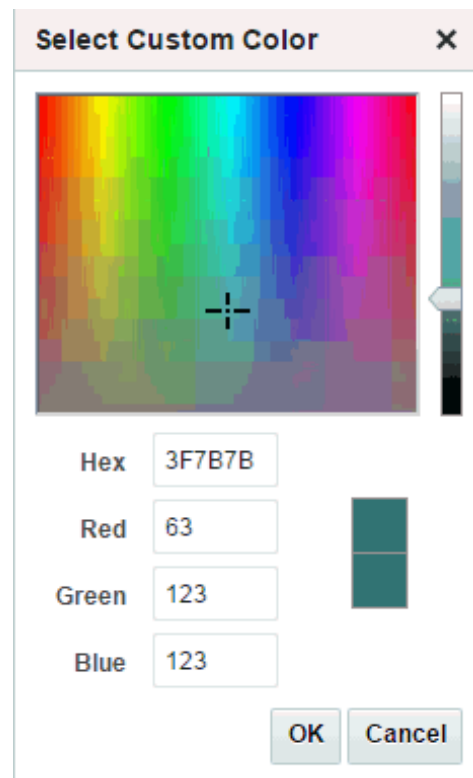 Select Custom Color ×
Hex 3F7B7B
Red 63
Green 123
Blue 123
OK Cancel